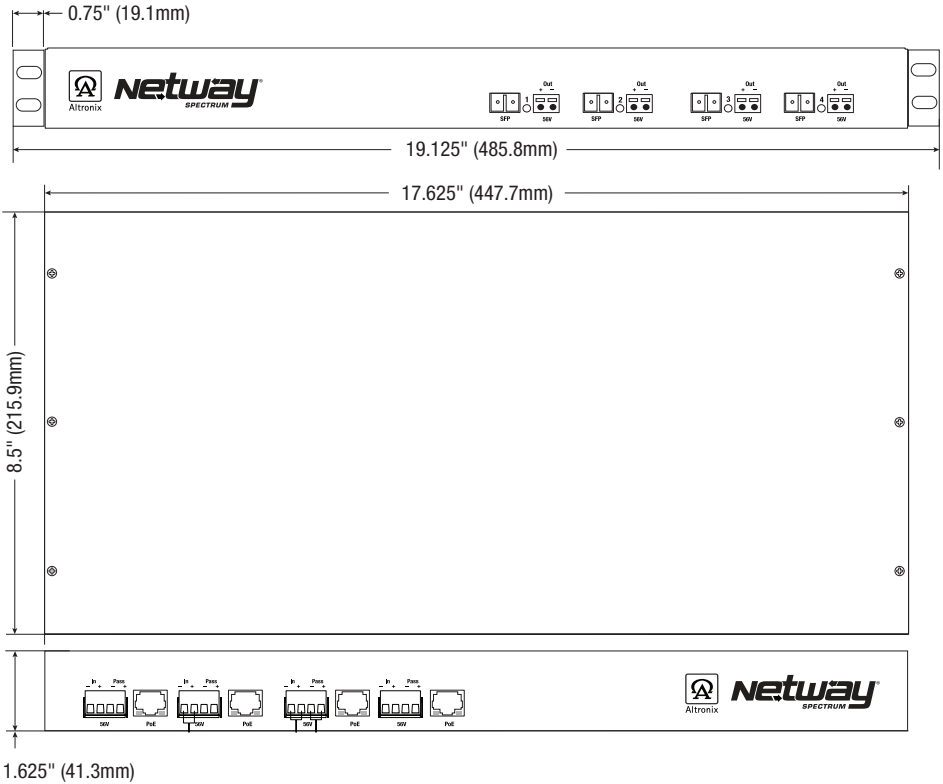 0.75" (19.1mm)
Altronix
Netway
SPECTRUM
SFP 1 + Out - 56V
SFP 2 + Out - 56V
SFP 3 + Out - 56V
SFP 4 + Out - 56V
19.125" (485.8mm)
17.625" (447.7mm)
8.5" (215.9mm)
In Pass In Pass In Pass In Pass
− + − + − + − + − + − + − + − +
56V PoE 56V PoE 56V PoE 56V PoE
Altronix
Netway
SPECTRUM
1.625" (41.3mm)